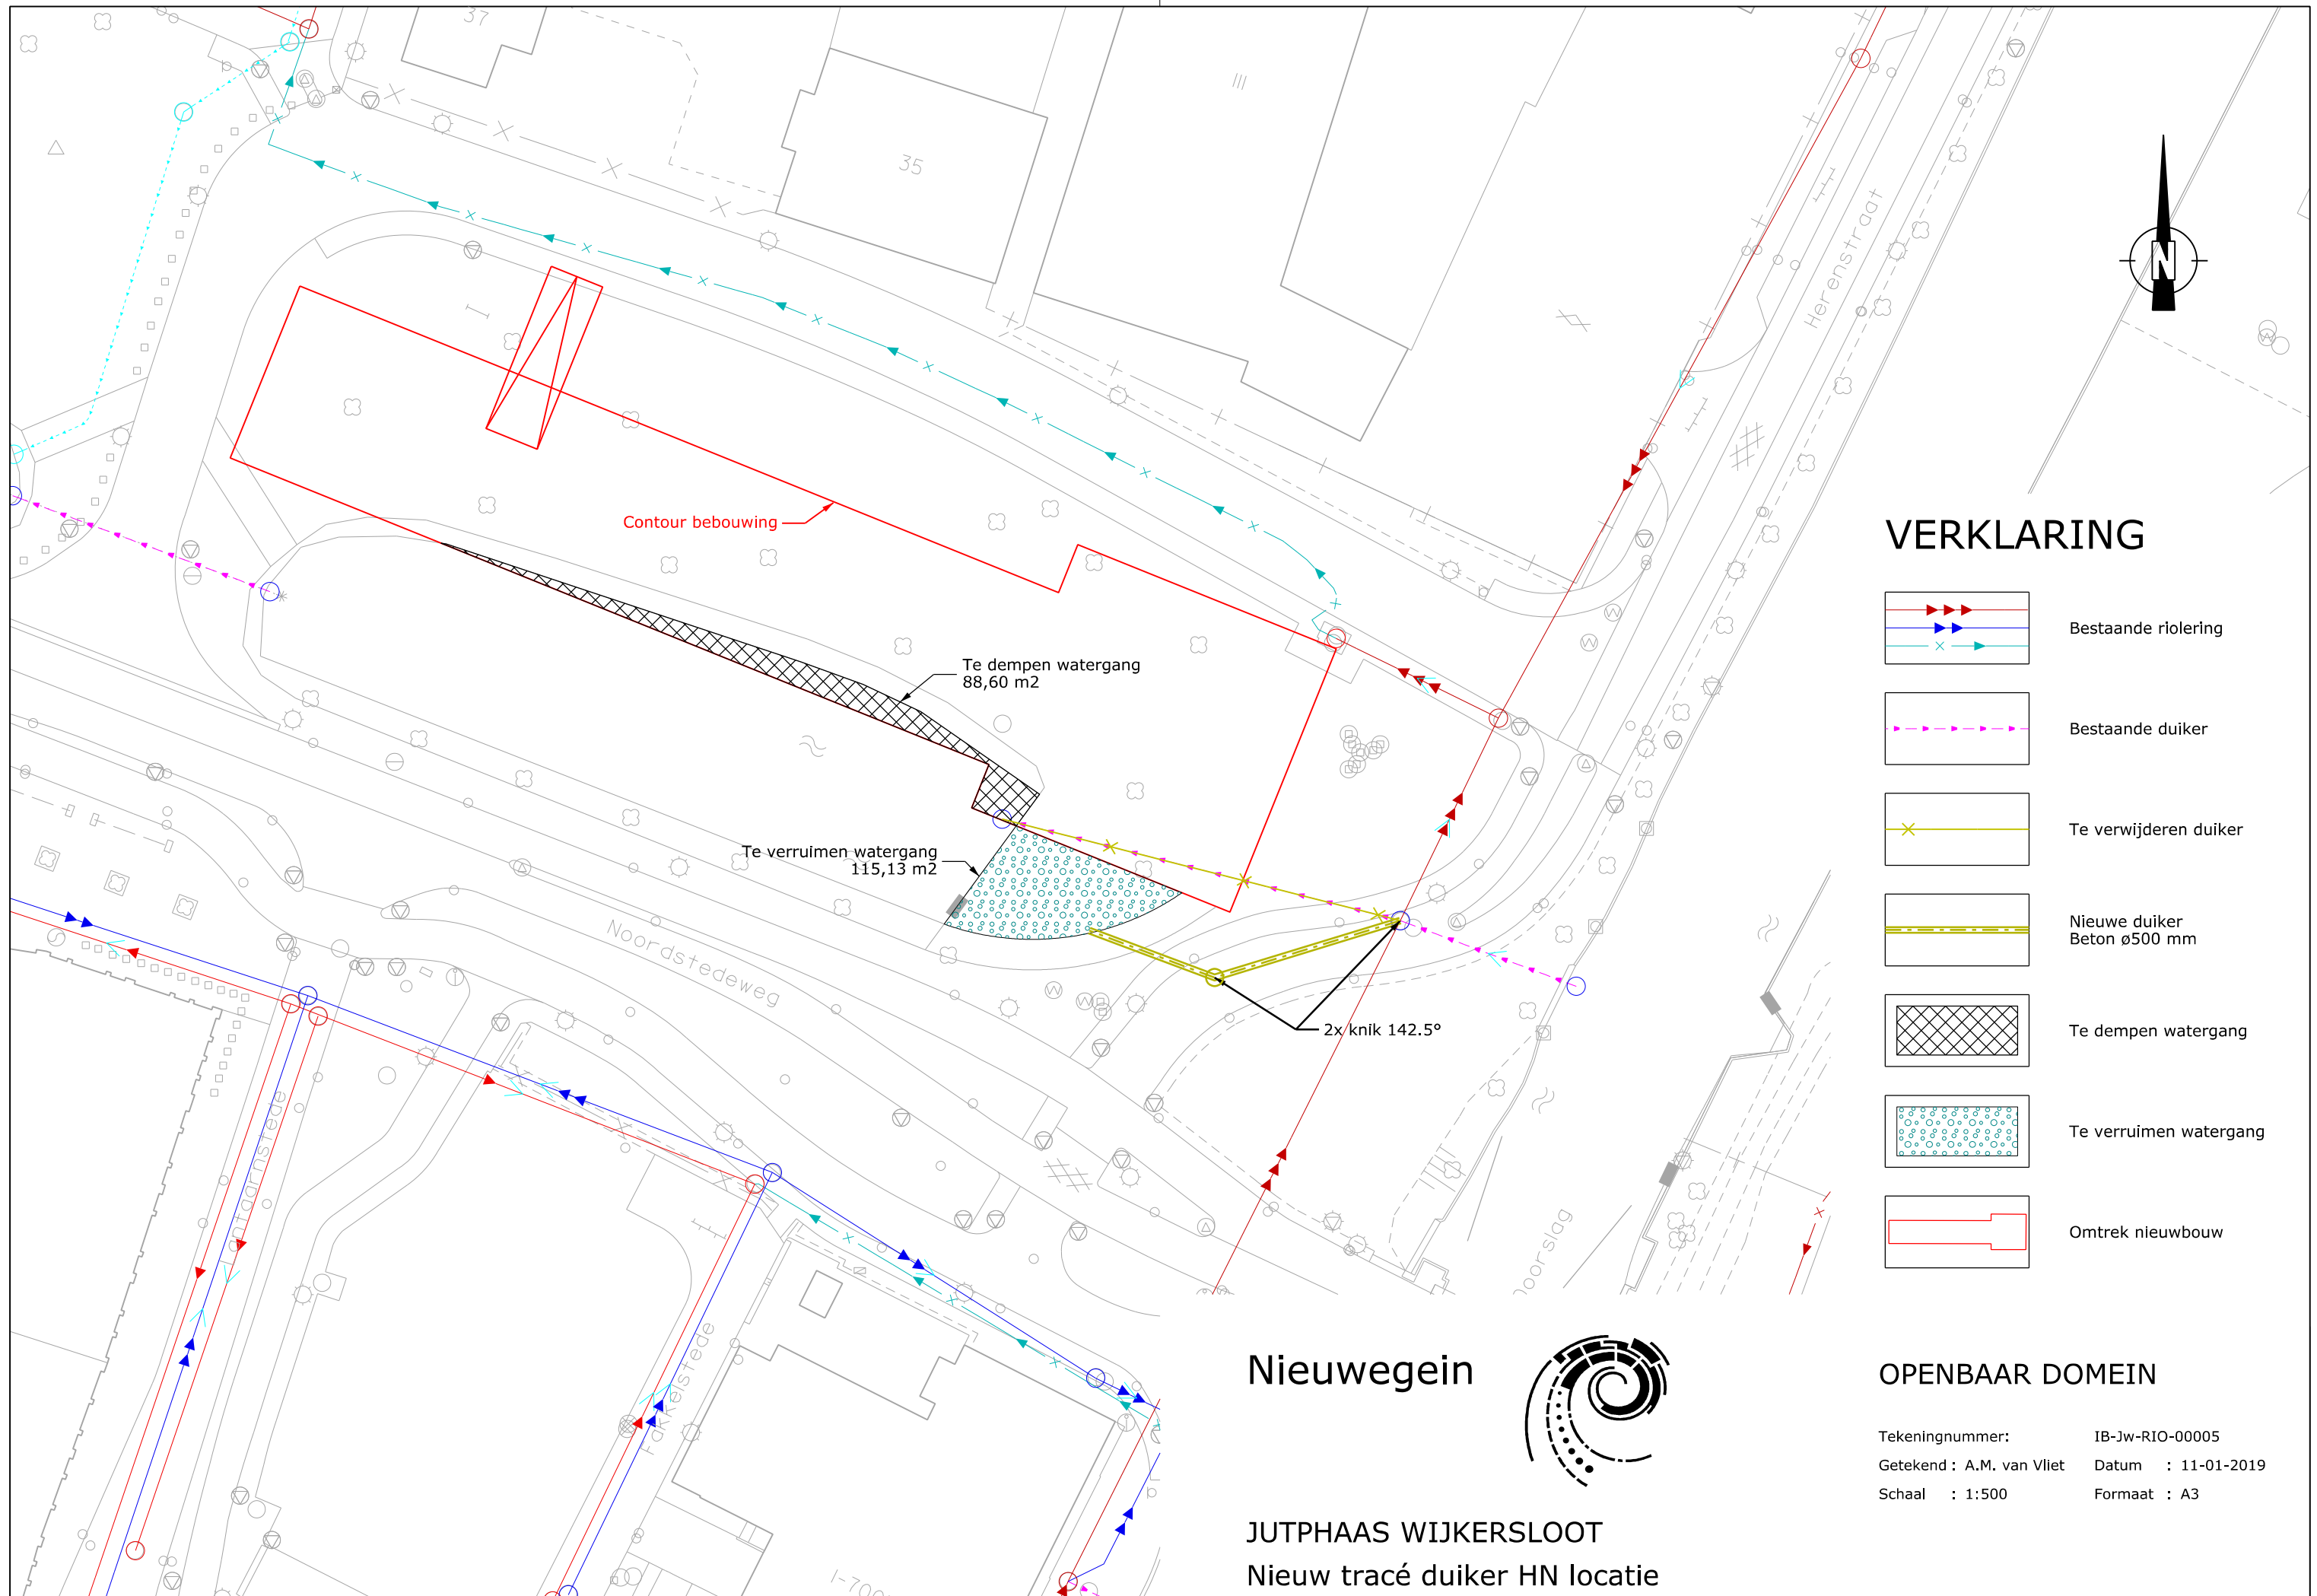 37
35
Herenstraat
Contour bebouwing
Te dempen watergang
88,60 m2
Te verruimen watergang
115,13 m2
Noordstedeweg
2x knik 142.5°
Fakkelstede
N
VERKLARING
Bestaande riolering
Bestaande duiker
Te verwijderen duiker
Nieuwe duiker
Beton ø500 mm
Te dempen watergang
Te verruimen watergang
Omtrek nieuwbouw
Nieuwegein
JUTPHAAS WIJKERSLOOT
Nieuw tracé duiker HN locatie
OPENBAAR DOMEIN
Tekeningnummer: IB-Jw-RIO-00005
Getekend : A.M. van Vliet Datum : 11-01-2019
Schaal : 1:500 Formaat : A3